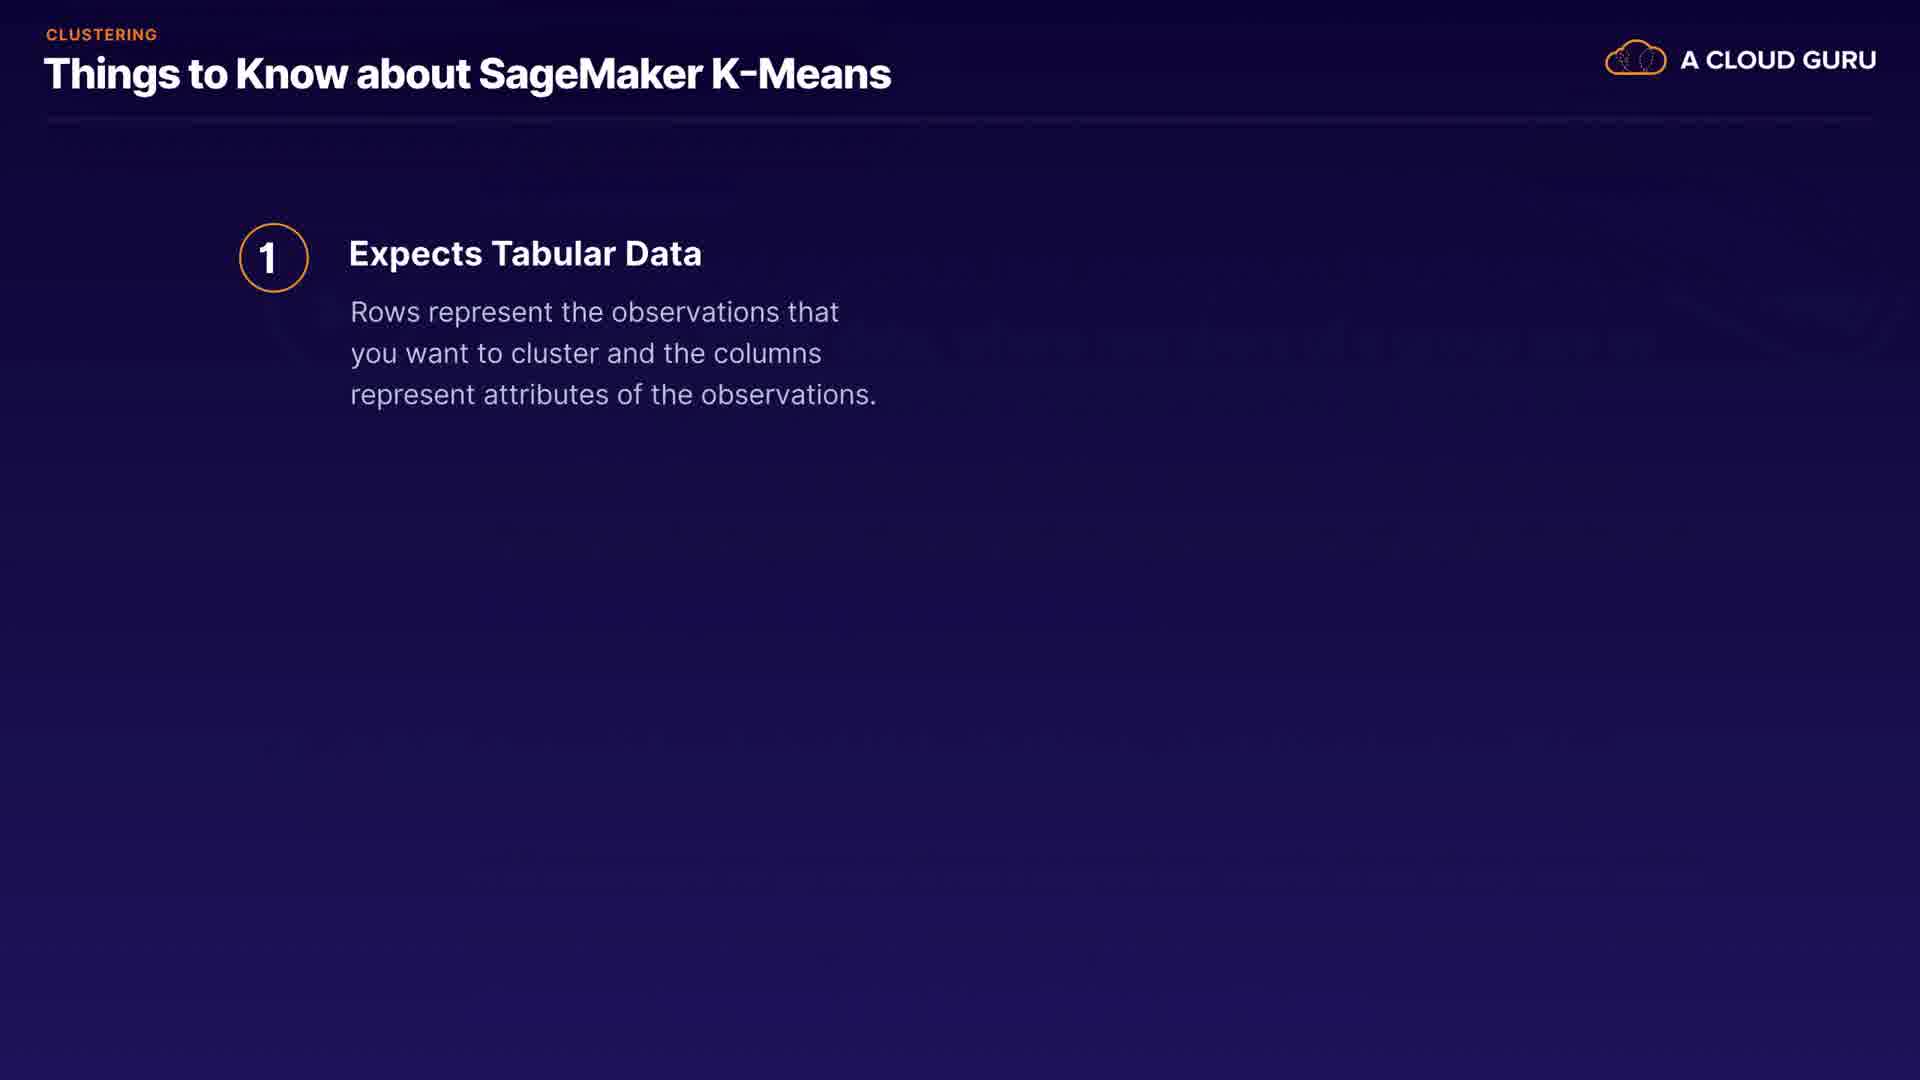 CLUSTERING
Things to Know about SageMaker K-Means
A CLOUD GURU
1
Expects Tabular Data
Rows represent the observations that
you want to cluster and the columns
represent attributes of the observations.